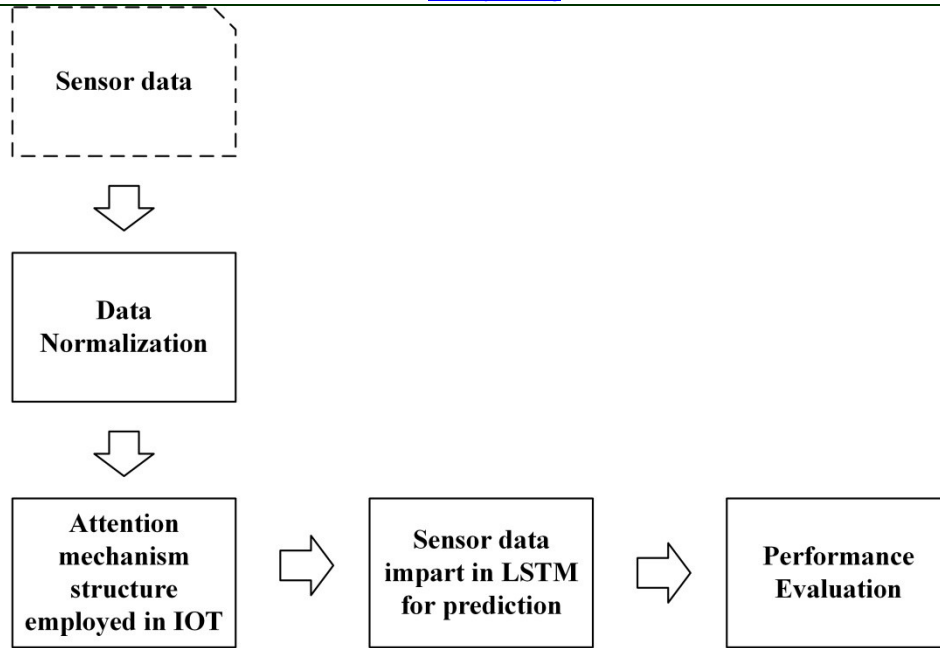 Sensor data
Data
Normalization
Attention
mechanism
structure
employed in IOT
Sensor data
impart in LSTM
for prediction
Performance
Evaluation